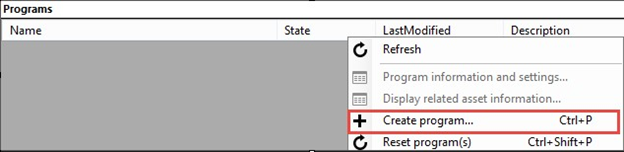 Programs
Name State LastModified Description
Refresh
Program information and settings...
Display related asset information...
Create program... Ctrl+P
Reset program(s) Ctrl+Shift+P